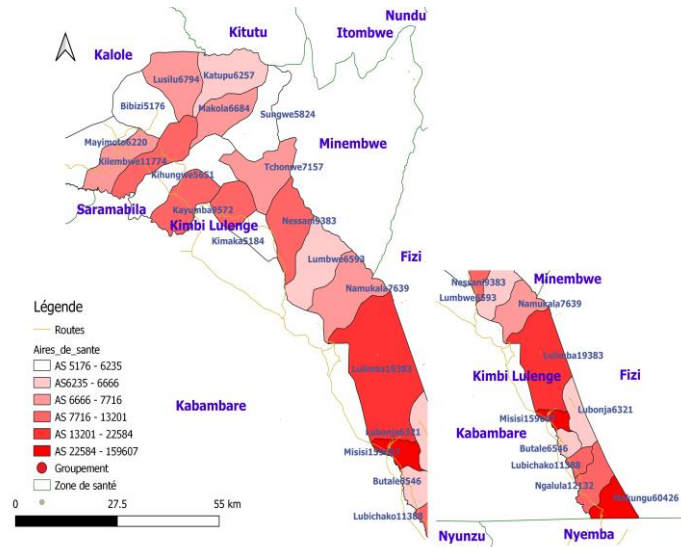 Nundu
Kitutu
Itombwe
Kalole
Lusilu6794
Katupu6257
Bibizi5176
Makola6684
Sungwe5824
Mayimoto6220
Minembwe
Kilembwe11774
Tchonwe7157
Kihungwe5651
Saramabila
Kayumba9572
Nessani9383
Kimbi Lulenge
Kimaka5184
Lumbwe6593
Fizi
Namukala7639
Lulimba19383
Kabambare
Lubonja6321
Butale6546
Lubichako11388
Légende
Routes
Aires_de_sante
AS 5176 - 6235
AS6235 - 6666
AS 6666 - 7716
AS 7716 - 13201
AS 13201 - 22584
AS 22584 - 159607
Groupement
Zone de santé
0 27.5 55 km
Nessani9383
Minembwe
Lumbwe6593
Namukala7639
Lulimba19383
Kimbi Lulenge
Fizi
Lubonja6321
Kabambare
Butale6546
Lubichako11388
Ngalula12132
Nyunzu
Nyemba